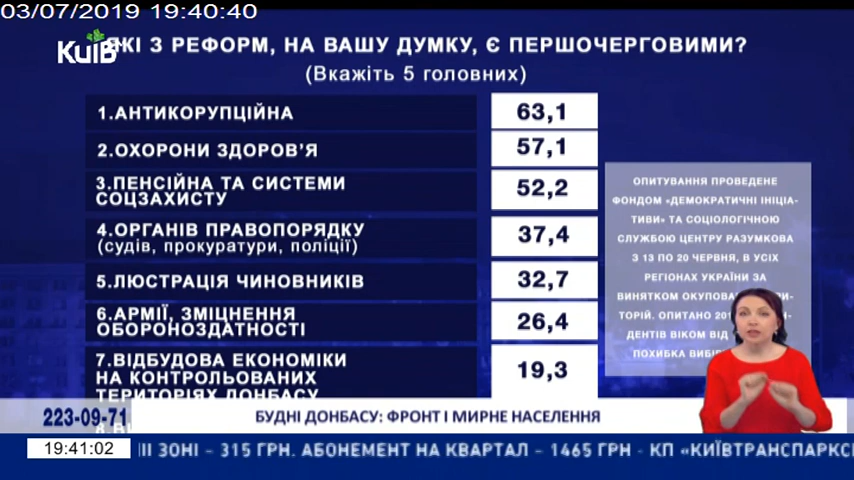 03/07/2019 19:40:40
КиЇВ
ЯКІ З РЕФОРМ, НА ВАШУ ДУМКУ, Є ПЕРШОЧЕРГОВИМИ?
(Вкажіть 5 головних)
1.АНТИКОРУПЦІЙНА 63,1
2.ОХОРОНИ ЗДОРОВ'Я 57,1
3.ПЕНСІЙНА ТА СИСТЕМИ
СОЦЗАХИСТУ 52,2
4.ОРГАНІВ ПРАВОПОРЯДКУ
(судів, прокуратури, поліції) 37,4
5.ЛЮСТРАЦІЯ ЧИНОВНИКІВ 32,7
6.АРМІЇ, ЗМІЦНЕННЯ
ОБОРОНОЗДАТНОСТІ 26,4
7.ВІДБУДОВА ЕКОНОМІКИ
НА КОНТРОЛЬОВАНИХ
ТЕРИТОРІЯХ ДОНБАСУ 19,3
ОПИТУВАННЯ ПРОВЕДЕНЕ
ФОНДОМ «ДЕМОКРАТИЧНІ ІНІЦІА-
ТИВИ» ТА СОЦІОЛОГІЧНОЮ
СЛУЖБОЮ ЦЕНТРУ РАЗУМКОВА
З 13 ПО 20 ЧЕРВНЯ, В УСІХ
РЕГІОНАХ УКРАЇНИ ЗА
ВИНЯТКОМ
ТОРІЙ. ОПИТАНО
ДЕНТІВ ВІКОМ ВІД
ПОХИБКА
223-09-71
БУДНІ ДОНБАСУ: ФРОНТ І МИРНЕ НАСЕЛЕННЯ
19:41:02
ЗОНІ - 315 ГРН. АБОНЕМЕНТ НА КВАРТАЛ - 1465 ГРН - КП «КИЇВТРАНСПАРКС